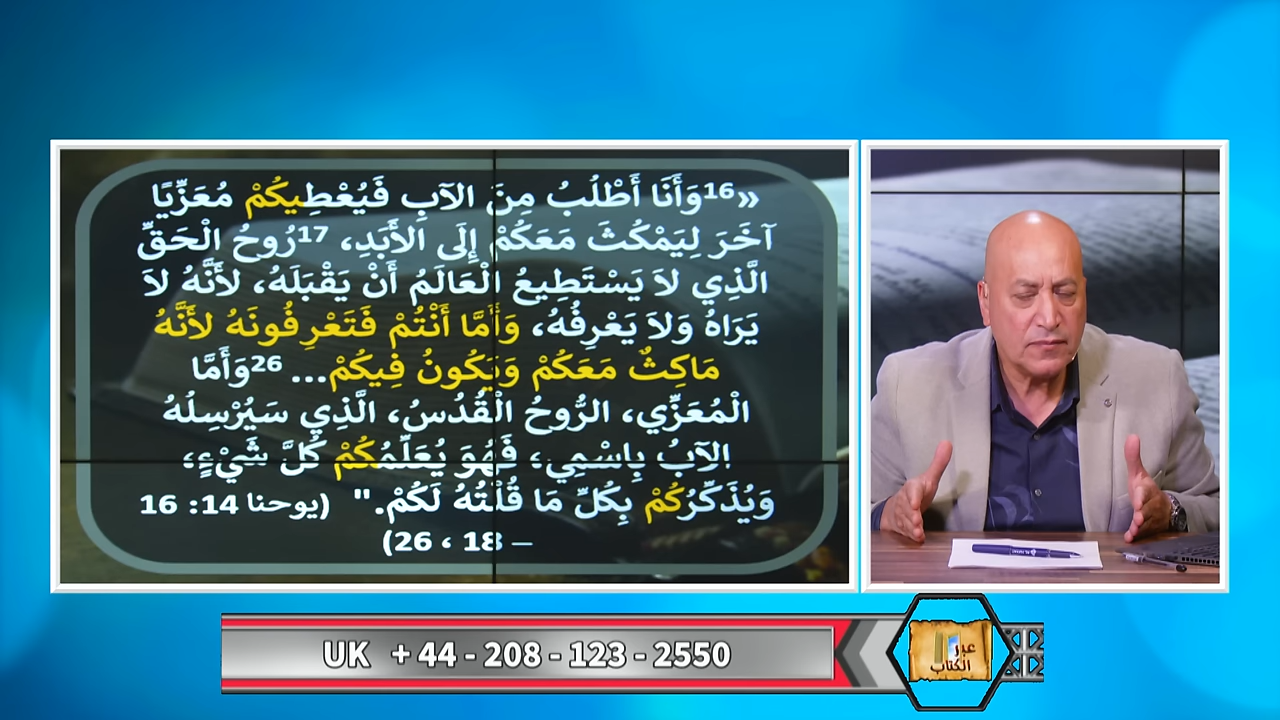 «¹⁶وَأَنَا أَطْلُبُ مِنَ الآبِ فَيُعْطِيكُمْ مُعَزِّيًا
آخَرَ لِيَمْكُثَ مَعَكُمْ إِلَى الأَبَدِ، ¹⁷رُوحُ الْحَقِّ
الَّذِي لاَ يَسْتَطِيعُ الْعَالَمُ أَنْ يَقْبَلَهُ، لأَنَّهُ لاَ
يَرَاهُ وَلاَ يَعْرِفُهُ، وَأَمَّا أَنْتُمْ فَتَعْرِفُونَهُ لأَنَّهُ
مَاكِثٌ مَعَكُمْ وَيَكُونُ فِيكُمْ... ²⁶وَأَمَّا
الْمُعَزِّي، الرُّوحُ الْقُدُسُ، الَّذِي سَيُرْسِلُهُ
الآبُ بِاسْمِي، فَهُوَ يُعَلِّمُكُمْ كُلَّ شَيْءٍ،
وَيُذَكِّرُكُمْ بِكُلِّ مَا قُلْتُهُ لَكُمْ." (يوحنا 14: 16
– 18 ، 26)
UK + 44 - 208 - 123 - 2550
عبر
الكتاب